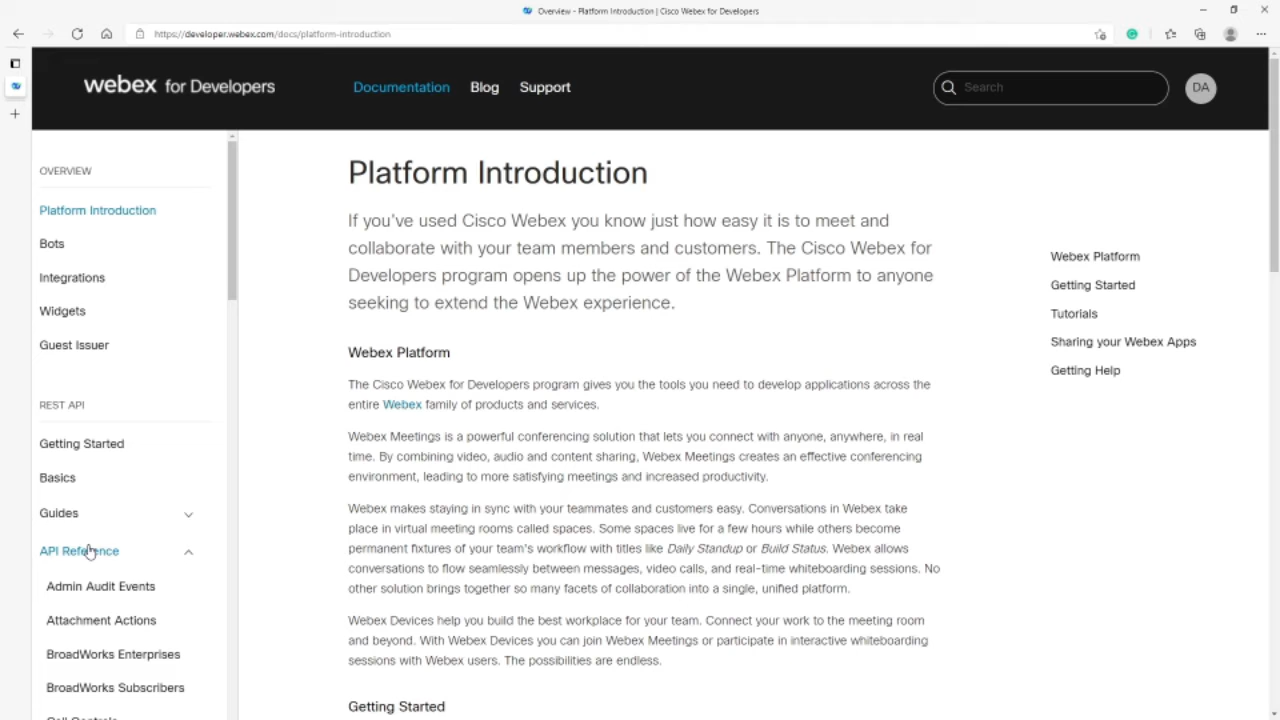 Overview - Platform Introduction | Cisco Webex for Developers
https://developer.webex.com/docs/platform-introduction
webex for Developers
Documentation
Blog
Support
Search
DA
OVERVIEW
Platform Introduction
Bots
Integrations
Widgets
Guest Issuer
REST API
Getting Started
Basics
Guides
API Reference
Admin Audit Events
Attachment Actions
BroadWorks Enterprises
BroadWorks Subscribers
Call Controls
Platform Introduction
If you've used Cisco Webex you know just how easy it is to meet and
collaborate with your team members and customers. The Cisco Webex for
Developers program opens up the power of the Webex Platform to anyone
seeking to extend the Webex experience.
Webex Platform
The Cisco Webex for Developers program gives you the tools you need to develop applications across the
entire Webex family of products and services.
Webex Meetings is a powerful conferencing solution that lets you connect with anyone, anywhere, in real
time. By combining video, audio and content sharing, Webex Meetings creates an effective conferencing
environment, leading to more satisfying meetings and increased productivity.
Webex makes staying in sync with your teammates and customers easy. Conversations in Webex take
place in virtual meeting rooms called spaces. Some spaces live for a few hours while others become
permanent fixtures of your team's workflow with titles like Daily Standup or Build Status. Webex allows
conversations to flow seamlessly between messages, video calls, and real-time whiteboarding sessions. No
other solution brings together so many facets of collaboration into a single, unified platform.
Webex Devices help you build the best workplace for your team. Connect your work to the meeting room
and beyond. With Webex Devices you can join Webex Meetings or participate in interactive whiteboarding
sessions with Webex users. The possibilities are endless.
Getting Started
Webex Platform
Getting Started
Tutorials
Sharing your Webex Apps
Getting Help